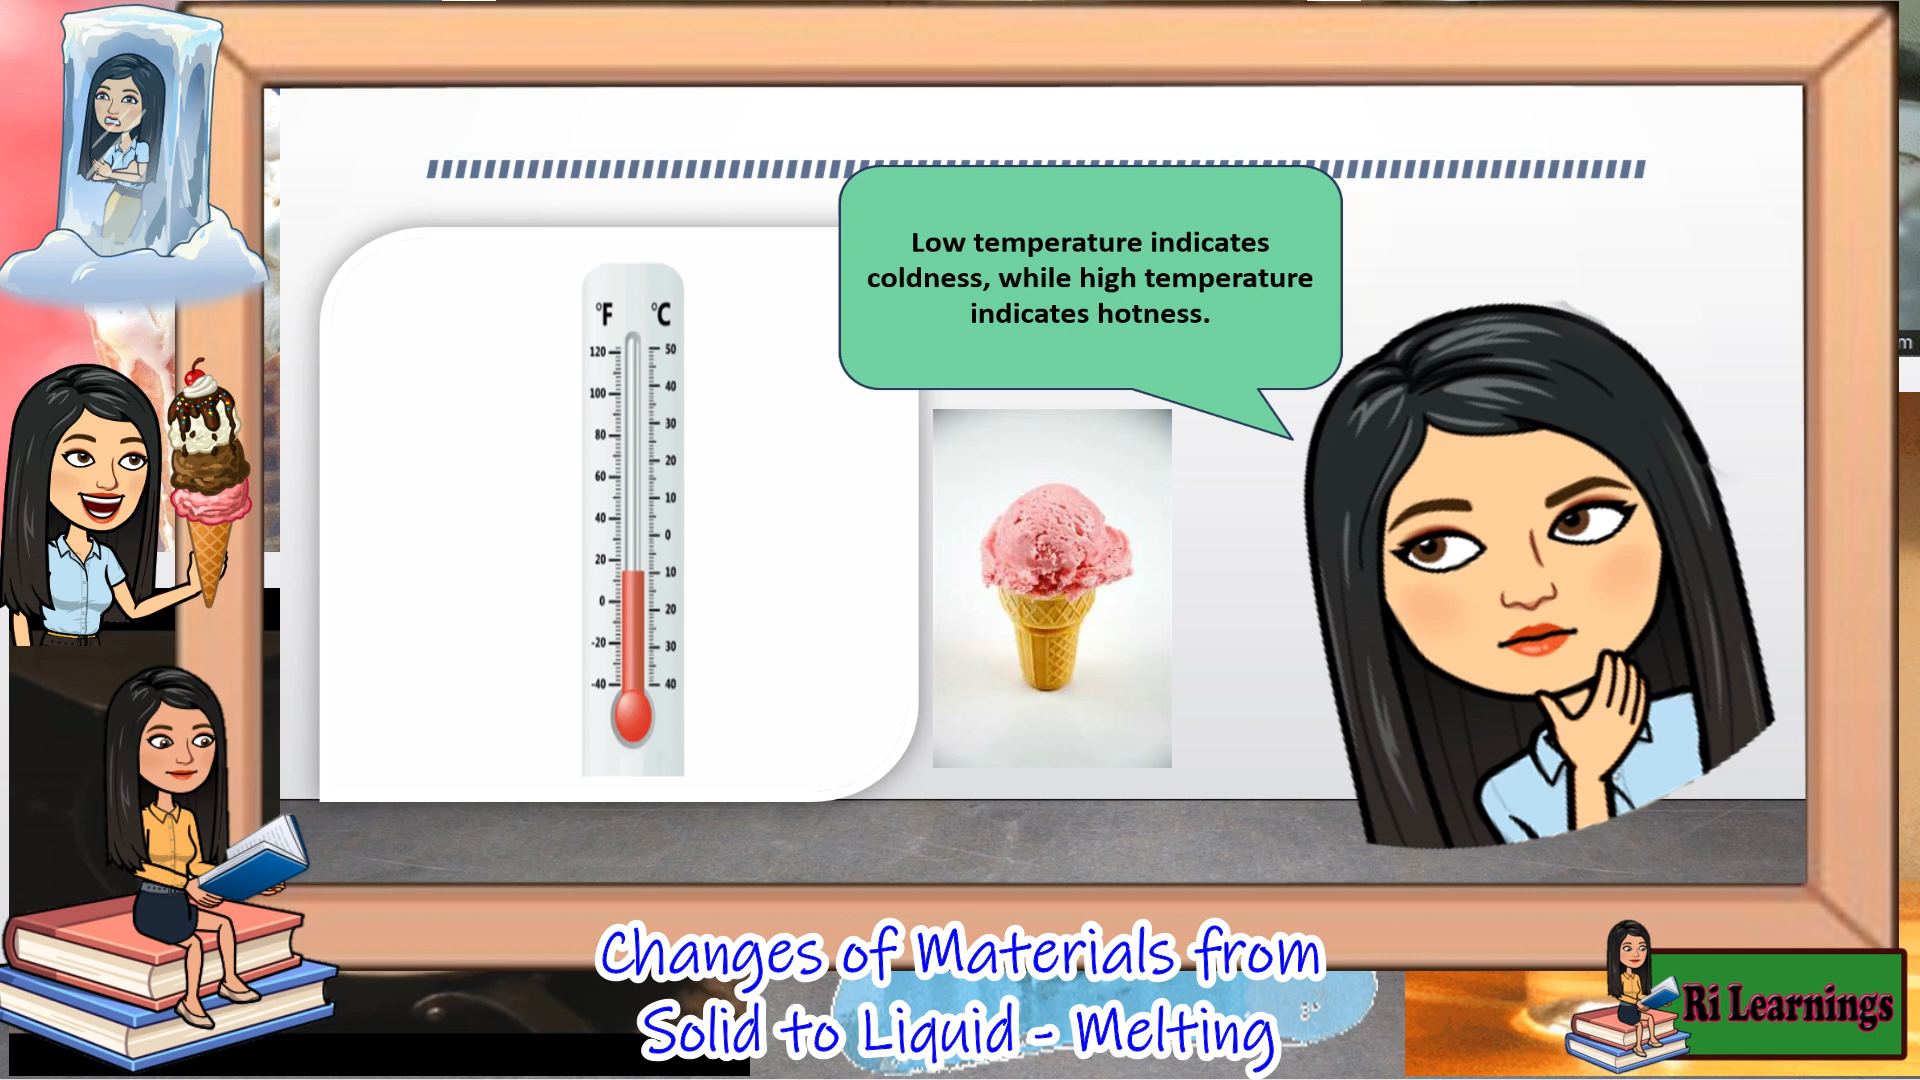 Low temperature indicates
coldness, while high temperature
indicates hotness.
°F °C
120 50
100 40
80 30
60 20
10
40 0
20 10
0 20
-20 30
-40 40
m
Changes of Materials from
Solid to Liquid - Melting
Ri Learnings